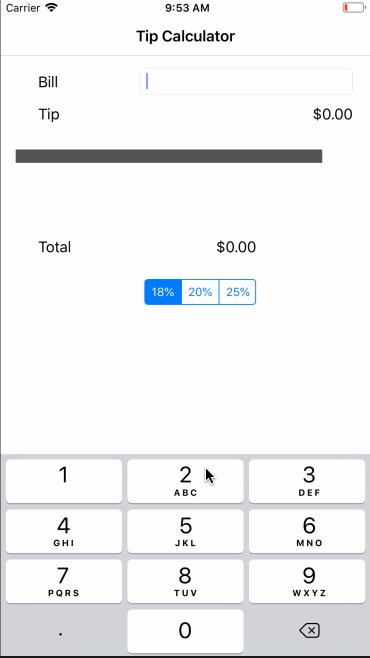 Carrier 9:53 AM
Tip Calculator
Bill
Tip $0.00
Total $0.00
18% 20% 25%
1 2 3
ABC DEF
4 5 6
GHI JKL MNO
7 8 9
PQRS TUV WXYZ
. 0